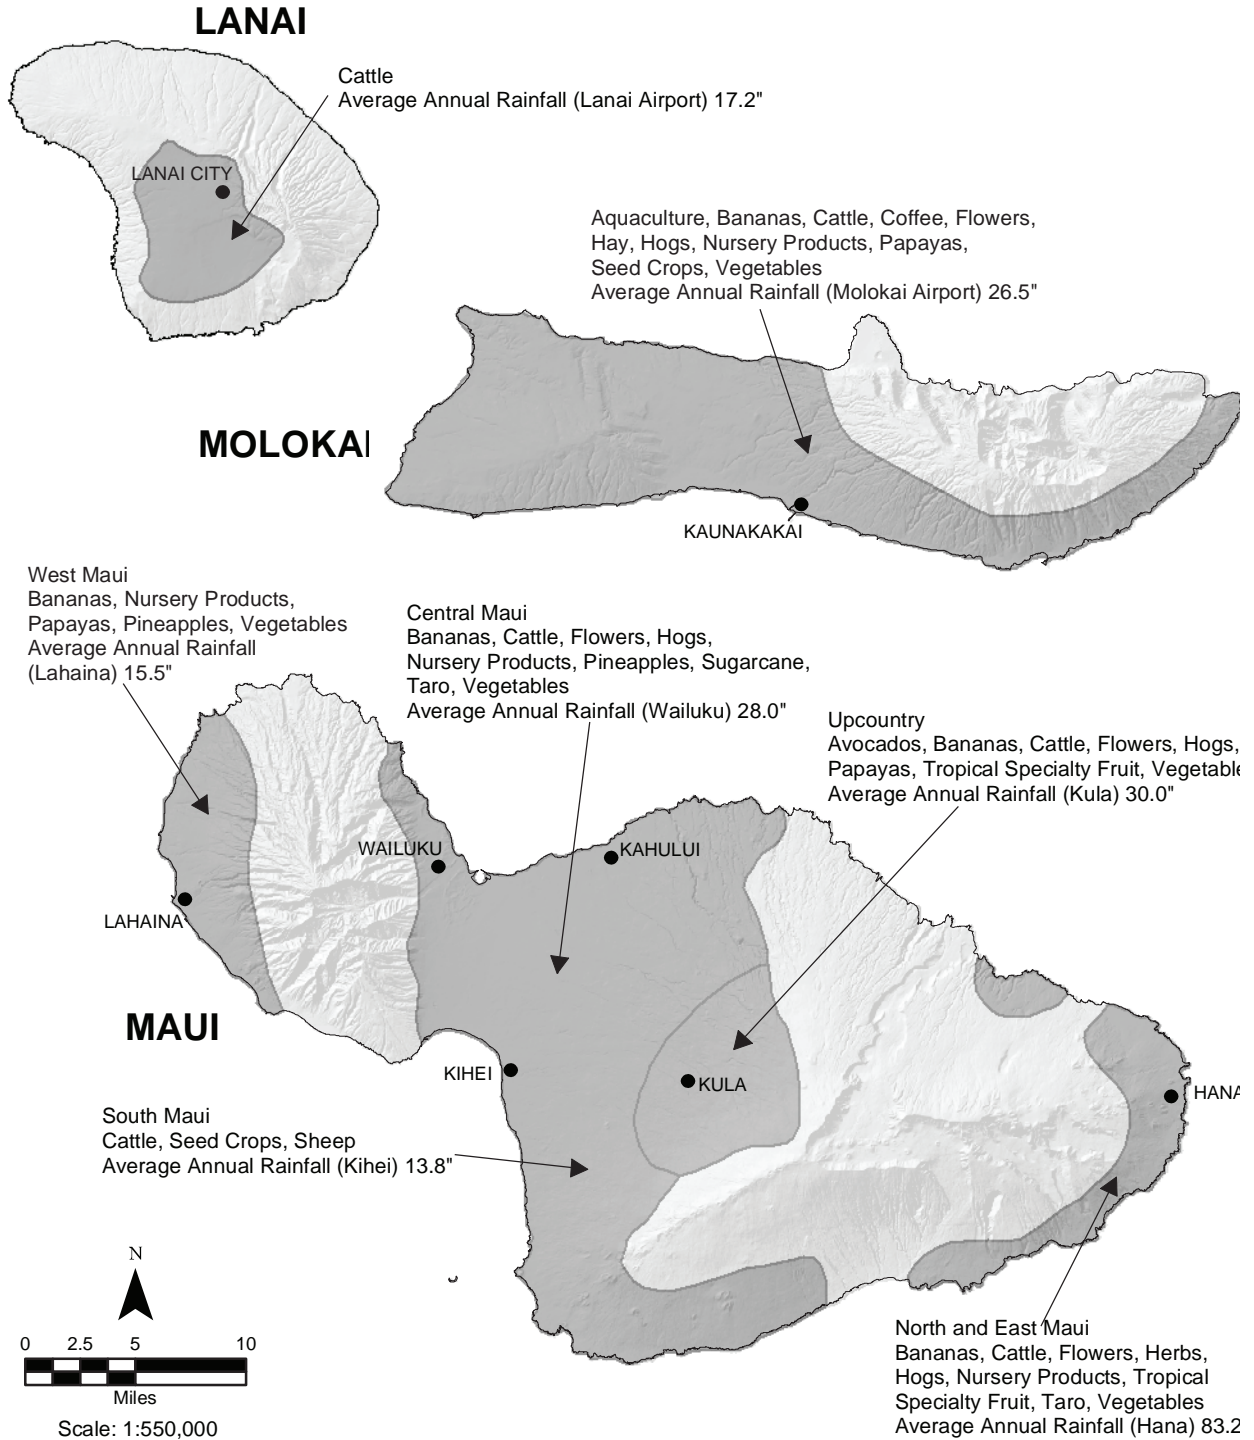 LANAI
Cattle
Average Annual Rainfall (Lanai Airport) 17.2"
LANAI CITY
Aquaculture, Bananas, Cattle, Coffee, Flowers,
Hay, Hogs, Nursery Products, Papayas,
Seed Crops, Vegetables
Average Annual Rainfall (Molokai Airport) 26.5"
MOLOKAI
KAUNAKAKAI
West Maui
Bananas, Nursery Products,
Papayas, Pineapples, Vegetables
Average Annual Rainfall
(Lahaina) 15.5"
Central Maui
Bananas, Cattle, Flowers, Hogs,
Nursery Products, Pineapples, Sugarcane,
Taro, Vegetables
Average Annual Rainfall (Wailuku) 28.0"
Upcountry
Avocados, Bananas, Cattle, Flowers, Hogs,
Papayas, Tropical Specialty Fruit, Vegetable
Average Annual Rainfall (Kula) 30.0"
WAILUKU
KAHULUI
LAHAINA
MAUI
KIHEI
KULA
HANA
South Maui
Cattle, Seed Crops, Sheep
Average Annual Rainfall (Kihei) 13.8"
N
0 2.5 5 10
Miles
Scale: 1:550,000
North and East Maui
Bananas, Cattle, Flowers, Herbs,
Hogs, Nursery Products, Tropical
Specialty Fruit, Taro, Vegetables
Average Annual Rainfall (Hana) 83.2